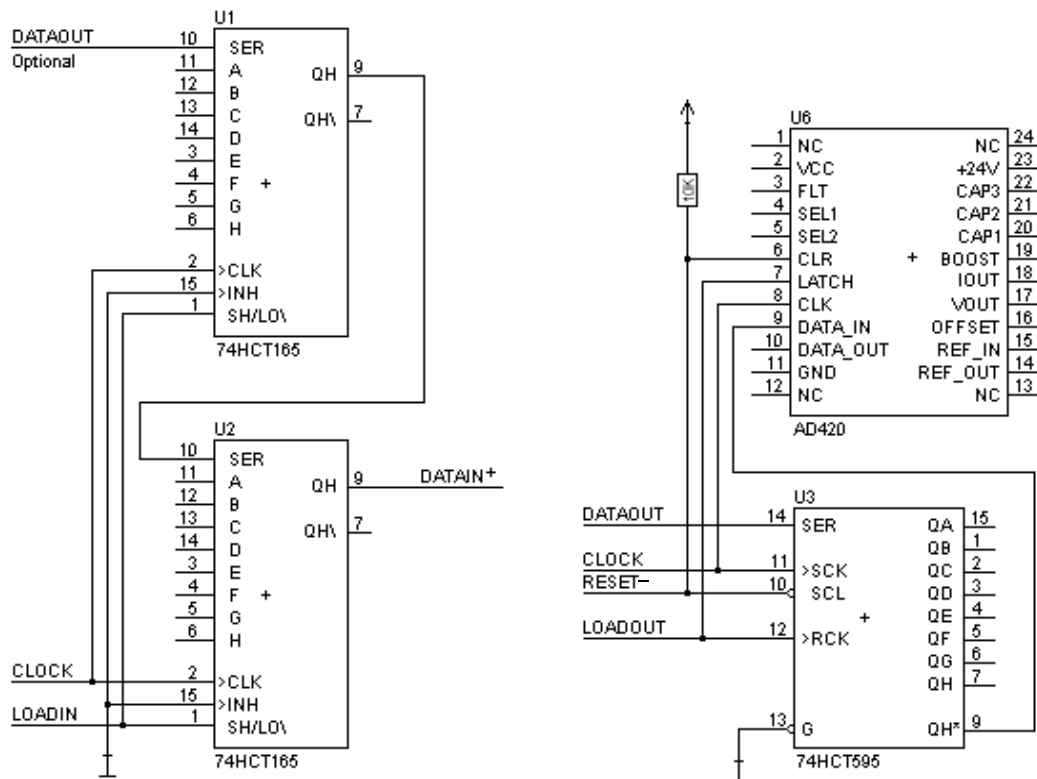 U1
DATAOUT 10 SER
Optional
11 A
QH 9
12 B
13 C
QH\ 7
14 D
3 E
4 F +
5 G
6 H
2 >CLK
15 >INH
1 SH/LO\
74HCT165
U2
10 SER
11 A
QH 9 DATAIN+
12 B
13 C
QH\ 7
14 D
3 E
4 F +
5 G
6 H
CLOCK 2 >CLK
15 >INH
LOADIN 1 SH/LO\
74HCT165
10K
U6
1 NC NC 24
2 VCC +24V 23
3 FLT CAP3 22
4 SEL1 CAP2 21
5 SEL2 CAP1 20
6 CLR + BOOST 19
7 LATCH IOUT 18
8 CLK VOUT 17
9 DATA_IN OFFSET 16
10 DATA_OUT REF_IN 15
11 GND REF_OUT 14
12 NC NC 13
AD420
U3
DATAOUT 14 SER QA 15
QB 1
CLOCK 11 >SCK QC 2
RESET- 10 SCL QD 3
+ QE 4
LOADOUT 12 >RCK QF 5
QG 6
QH 7
13 G QH* 9
74HCT595